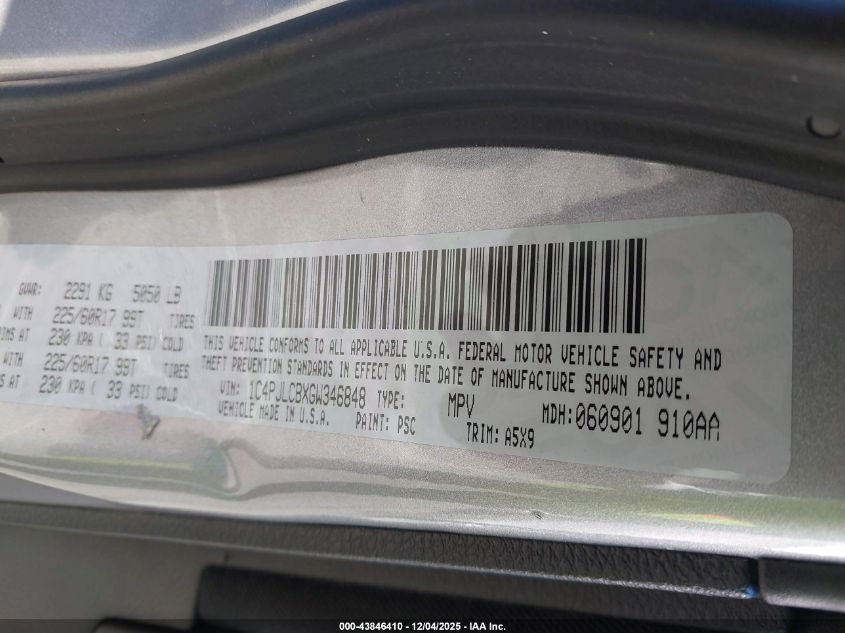 GVWR: 2291 KG 5050 LB
WITH 225/60R17 99T TIRES
AT 230 KPA ( 33 PSI) COLD
WITH 225/60R17 99T
AT 230 KPA ( 33 PSI) COLD
THIS VEHICLE CONFORMS TO ALL APPLICABLE U.S.A. FEDERAL MOTOR VEHICLE SAFETY AND
THEFT PREVENTION STANDARDS IN EFFECT ON THE DATE OF MANUFACTURE SHOWN ABOVE.
VIN: 1C4PJLCBXGW346848 TYPE: MPV MDH: 060901 910AA
VEHICLE MADE IN U.S.A. PAINT: PSC TRIM: A5X9
000-43846410 - 12/04/2025 - IAA Inc.